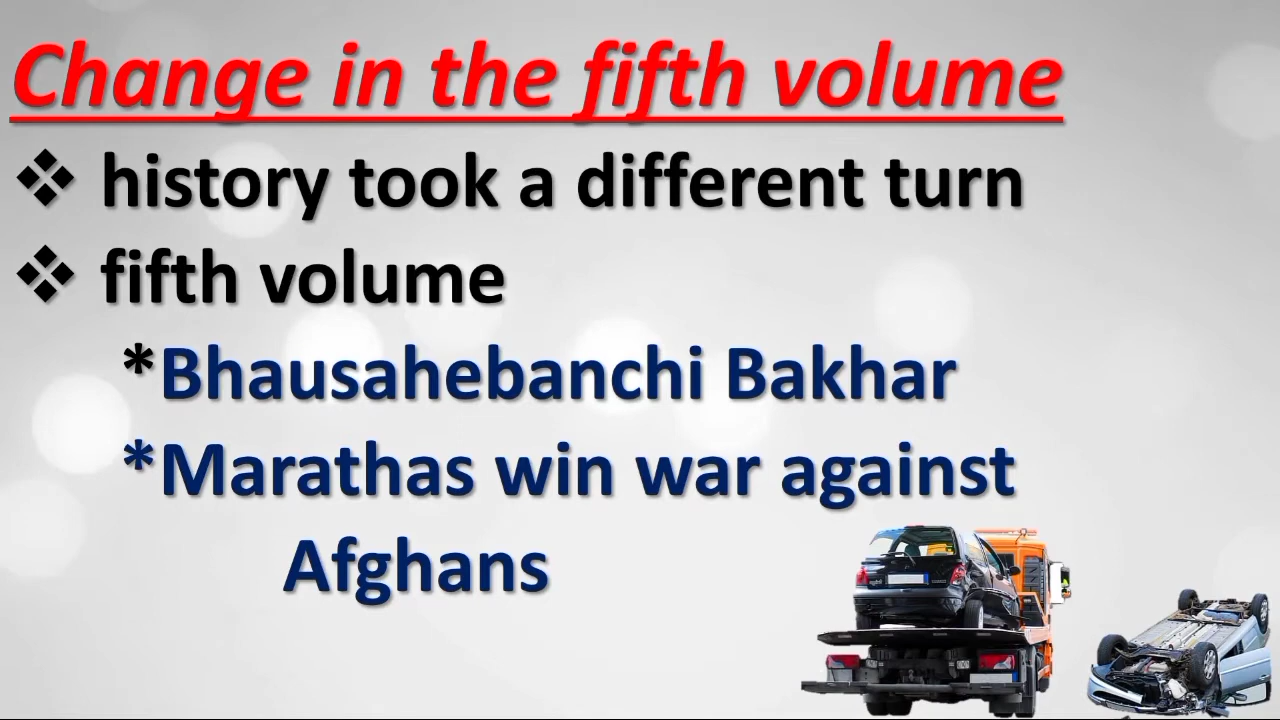 Change in the fifth volume
❖ history took a different turn
❖ fifth volume
*Bhausahebanchi Bakhar
*Marathas win war against
Afghans